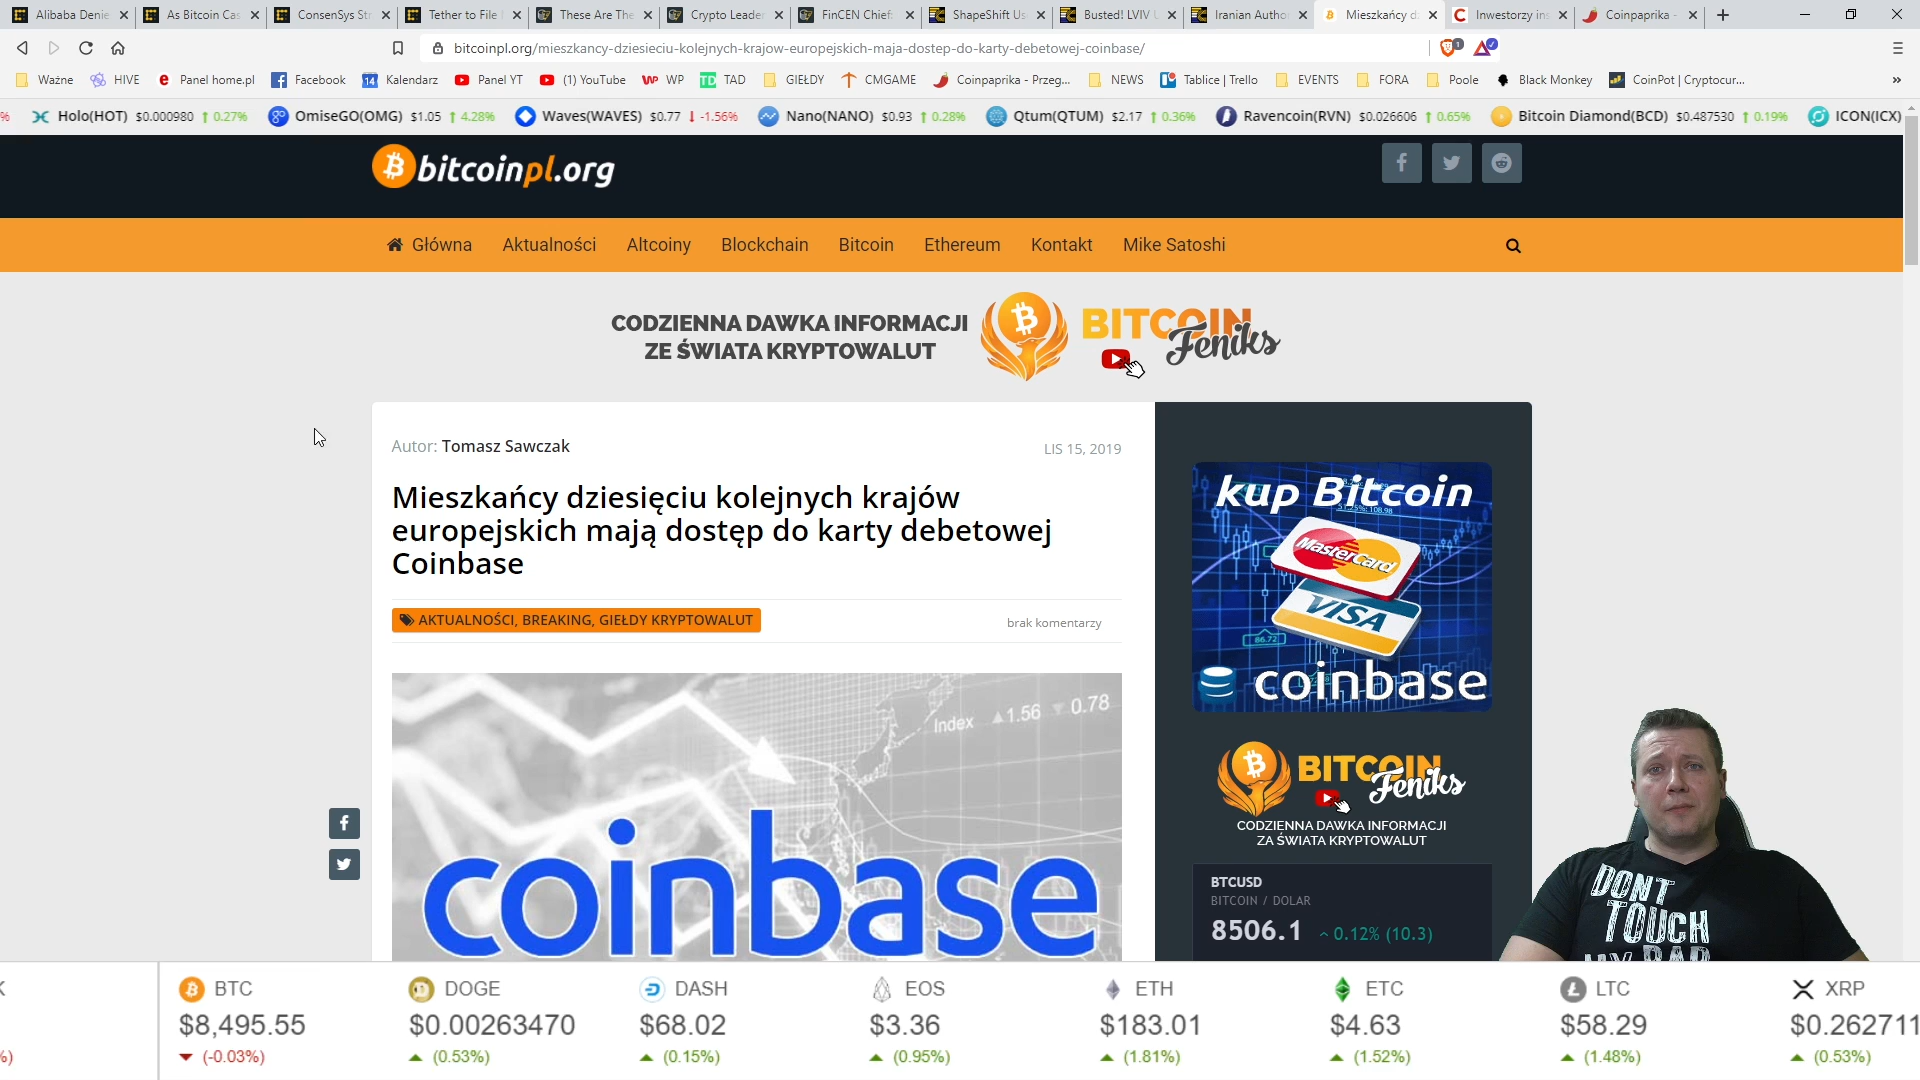 Alibaba Denie
As Bitcoin Cas
ConsenSys St
Tether to File
These Are The
Crypto Leader
FinCEN Chief:
ShapeShift Us
Busted! LVIV
Iranian Autho
Mieszkańcy d
Inwestorzy in
Coinpaprika -
bitcoinpl.org/mieszkancy-dziesieciu-kolejnych-krajow-europejskich-maja-dostep-do-karty-debetowej-coinbase/
Ważne
HIVE
Panel home.pl
Facebook
Kalendarz
Panel YT
(1) YouTube
WP
TAD
GIEŁDY
CMGAME
Coinpaprika - Przeg...
NEWS
Tablice | Trello
EVENTS
FORA
Poole
Black Monkey
CoinPot | Cryptocur...
%
Holo(HOT) $0.000980 0.27%
OmiseGO(OMG) $1.05 4.28%
Waves(WAVES) $0.77 -1.56%
Nano(NANO) $0.93 0.28%
Qtum(QTUM) $2.17 0.36%
Ravencoin(RVN) $0.026606 0.65%
Bitcoin Diamond(BCD) $0.487530 0.19%
ICON(ICX)
bitcoinpl.org
Główna Aktualności Altcoiny Blockchain Bitcoin Ethereum Kontakt Mike Satoshi
CODZIENNA DAWKA INFORMACJI
ZE ŚWIATA KRYPTOWALUT
BITCOIN
Feniks
Autor: Tomasz Sawczak
LIS 15, 2019
Mieszkańcy dziesięciu kolejnych krajów
europejskich mają dostęp do karty debetowej
Coinbase
AKTUALNOŚCI, BREAKING, GIEŁDY KRYPTOWALUT
brak komentarzy
Index 1.56 0.78
coinbase
kup Bitcoin
MasterCard
VISA
86.72
coinbase
BITCOIN
Feniks
CODZIENNA DAWKA INFORMACJI
ZA ŚWIATA KRYPTOWALUT
BTCUSD
BITCOIN / DOLAR
8506.1 0.12% (10.3)
DONT
TOUCH
BTC
$8,495.55
(-0.03%)
DOGE
$0.00263470
(0.53%)
DASH
$68.02
(0.15%)
EOS
$3.36
(0.95%)
ETH
$183.01
(1.81%)
ETC
$4.63
(1.52%)
LTC
$58.29
(1.48%)
XRP
$0.262711
(0.53%)